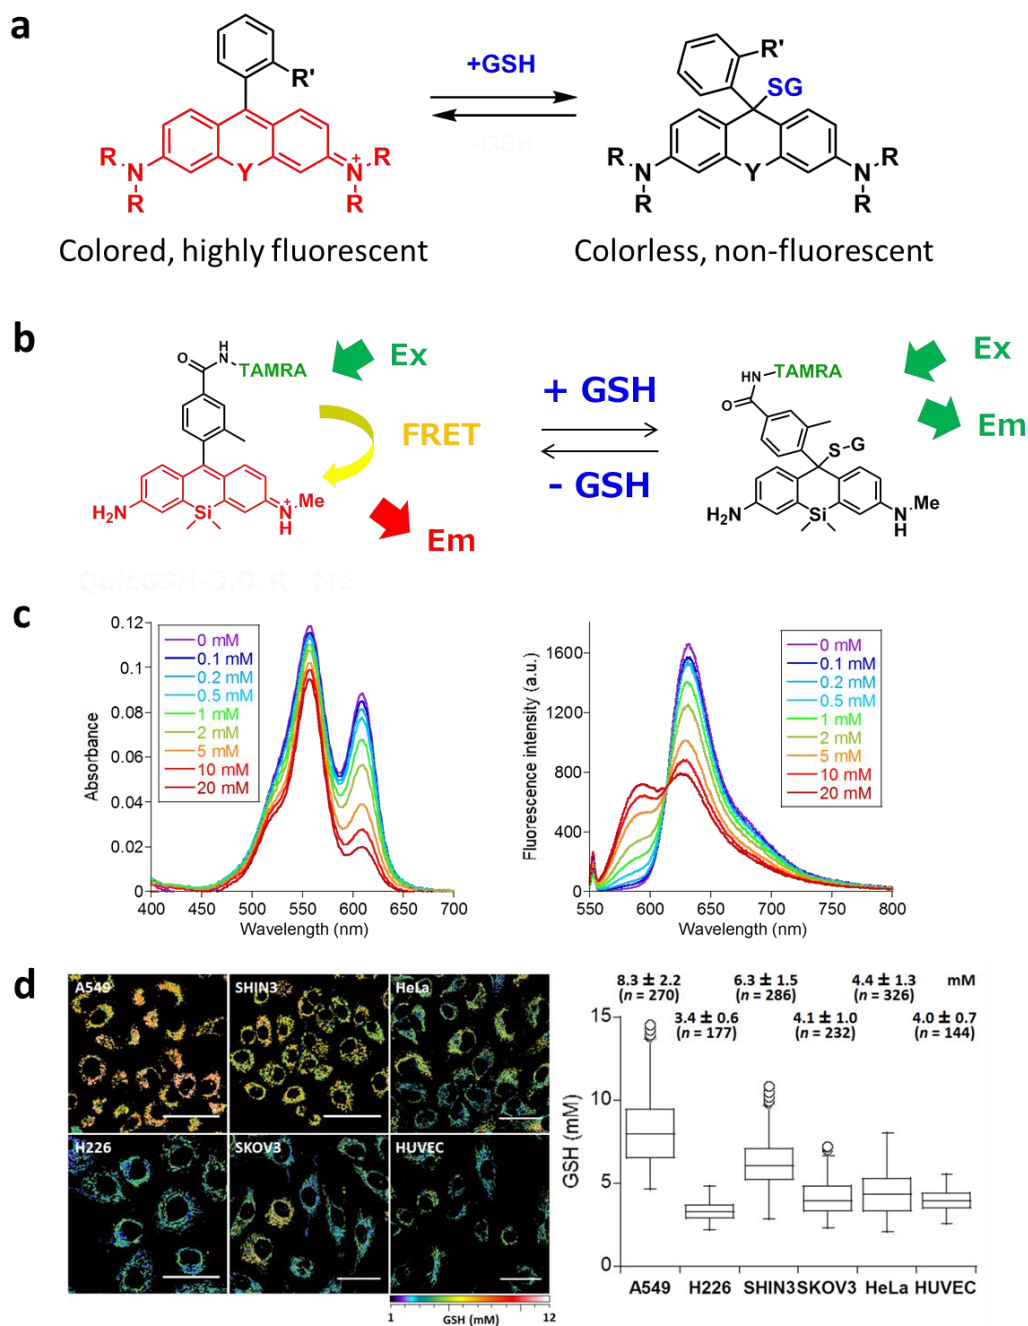 a
R'
R
N
R
Y
+
N
R
R
+GSH
-GSH
R'
SG
R
N
R
Y
N
R
R
Colored, highly fluorescent
Colorless, non-fluorescent
b
O
H
N
TAMRA
Ex
FRET
H2N
Si
+
N
H
Me
Em
QuicGSH-3.0: R=Me
+ GSH
- GSH
HN
TAMRA
O
S-G
H2N
Si
N
H
Me
Ex
Em
c
Absorbance
0.12
0.1
0.08
0.06
0.04
0.02
0
0 mM
0.1 mM
0.2 mM
0.5 mM
1 mM
2 mM
5 mM
10 mM
20 mM
400 450 500 550 600 650 700
Wavelength (nm)
Fluorescence intensity (a.u.)
1600
1200
800
400
0
0 mM
0.1 mM
0.2 mM
0.5 mM
1 mM
2 mM
5 mM
10 mM
20 mM
550 600 650 700 750 800
Wavelength (nm)
d
A549
SHIN3
HeLa
H226
SKOV3
HUVEC
1 12
GSH (mM)
8.3 ± 2.2
(n = 270)
3.4 ± 0.6
(n = 177)
6.3 ± 1.5
(n = 286)
4.1 ± 1.0
(n = 232)
4.4 ± 1.3
(n = 326)
4.0 ± 0.7
(n = 144)
mM
GSH (mM)
15
10
5
0
A549 H226 SHIN3 SKOV3 HeLa HUVEC